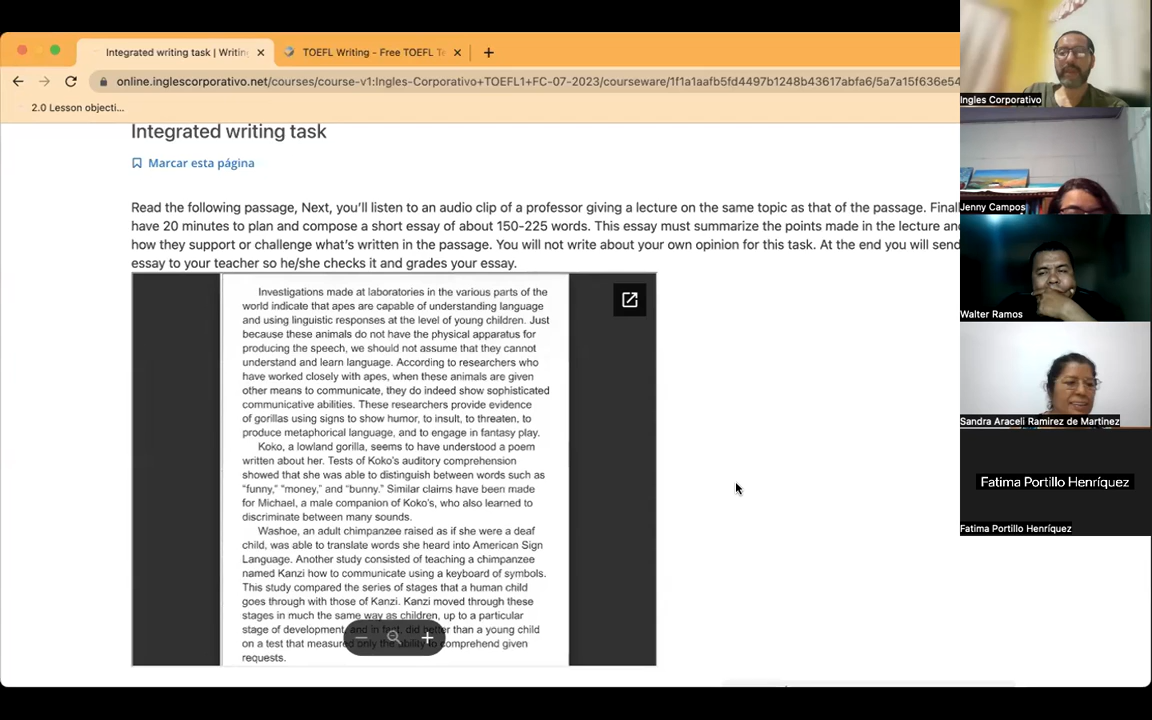 Integrated writing task | Writin
TOEFL Writing - Free TOEFL Te
online.inglescorporativo.net/courses/course-v1:Ingles-Corporativo+TOEFL1+FC-07-2023/courseware/1f1a1aafb5fd4497b1248b43617abfa6/5a7a15f636e54
2.0 Lesson objecti...
Integrated writing task
Marcar esta página
Read the following passage, Next, you'll listen to an audio clip of a professor giving a lecture on the same topic as that of the passage. Final
have 20 minutes to plan and compose a short essay of about 150-225 words. This essay must summarize the points made in the lecture and
how they support or challenge what's written in the passage. You will not write about your own opinion for this task. At the end you will send
essay to your teacher so he/she checks it and grades your essay.
Investigations made at laboratories in the various parts of the
world indicate that apes are capable of understanding language
and using linguistic responses at the level of young children. Just
because these animals do not have the physical apparatus for
producing the speech, we should not assume that they cannot
understand and learn language. According to researchers who
have worked closely with apes, when these animals are given
other means to communicate, they do indeed show sophisticated
communicative abilities. These researchers provide evidence
of gorillas using signs to show humor, to insult, to threaten, to
produce metaphorical language, and to engage in fantasy play.
Koko, a lowland gorilla, seems to have understood a poem
written about her. Tests of Koko's auditory comprehension
showed that she was able to distinguish between words such as
"funny," "money," and "bunny." Similar claims have been made
for Michael, a male companion of Koko's, who also learned to
discriminate between many sounds.
Washoe, an adult chimpanzee raised as if she were a deaf
child, was able to translate words she heard into American Sign
Language. Another study consisted of teaching a chimpanzee
named Kanzi how to communicate using a keyboard of symbols.
This study compared the series of stages that a human child
goes through with those of Kanzi. Kanzi moved through these
stages in much the same way as children, up to a particular
stage of development and in fact, did better than a young child
on a test that measured only the ability to comprehend given
requests.
Ingles Corporativo
Jenny Campos
Walter Ramos
Sandra Araceli Ramirez de Martinez
Fatima Portillo Henríquez
Fatima Portillo Henríquez